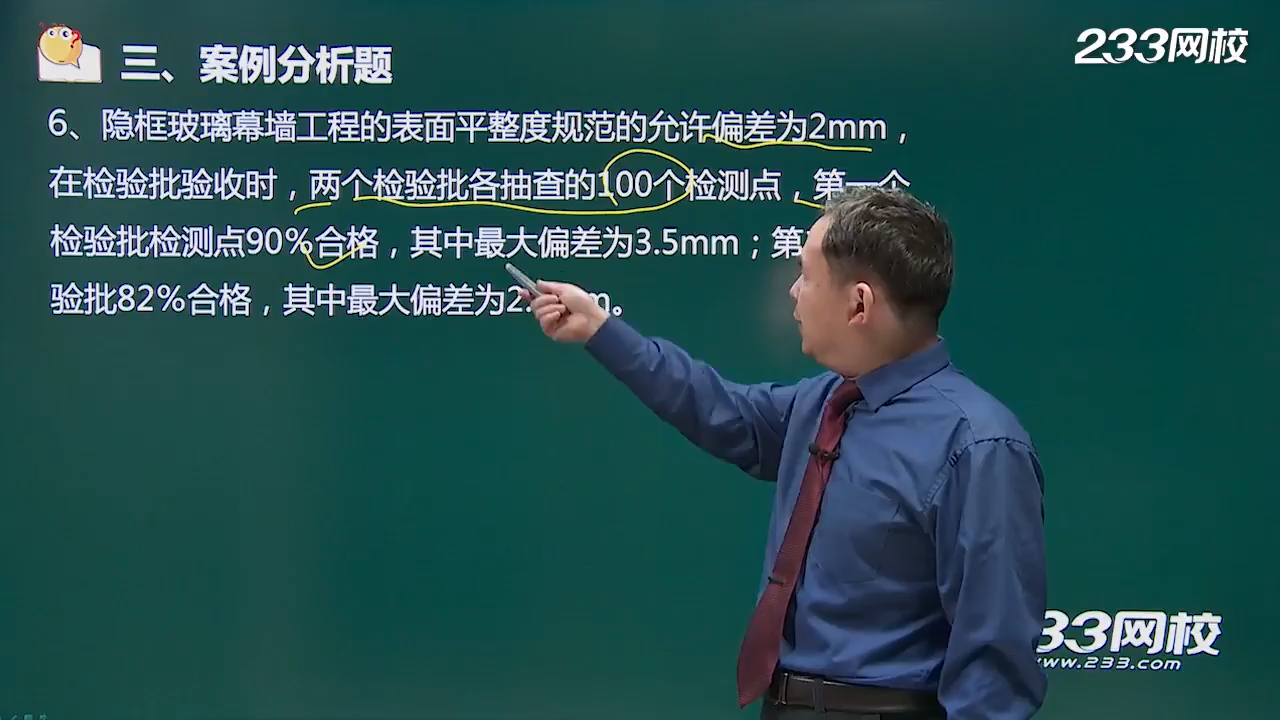 233网校
三、案例分析题
6、隐框玻璃幕墙工程的表面平整度规范的允许偏差为2mm，
在检验批验收时，两个检验批各抽查的100个检测点，第一个
检验批检测点90%合格，其中最大偏差为3.5mm；第
验批82%合格，其中最大偏差为2.
33网校
www.233.com